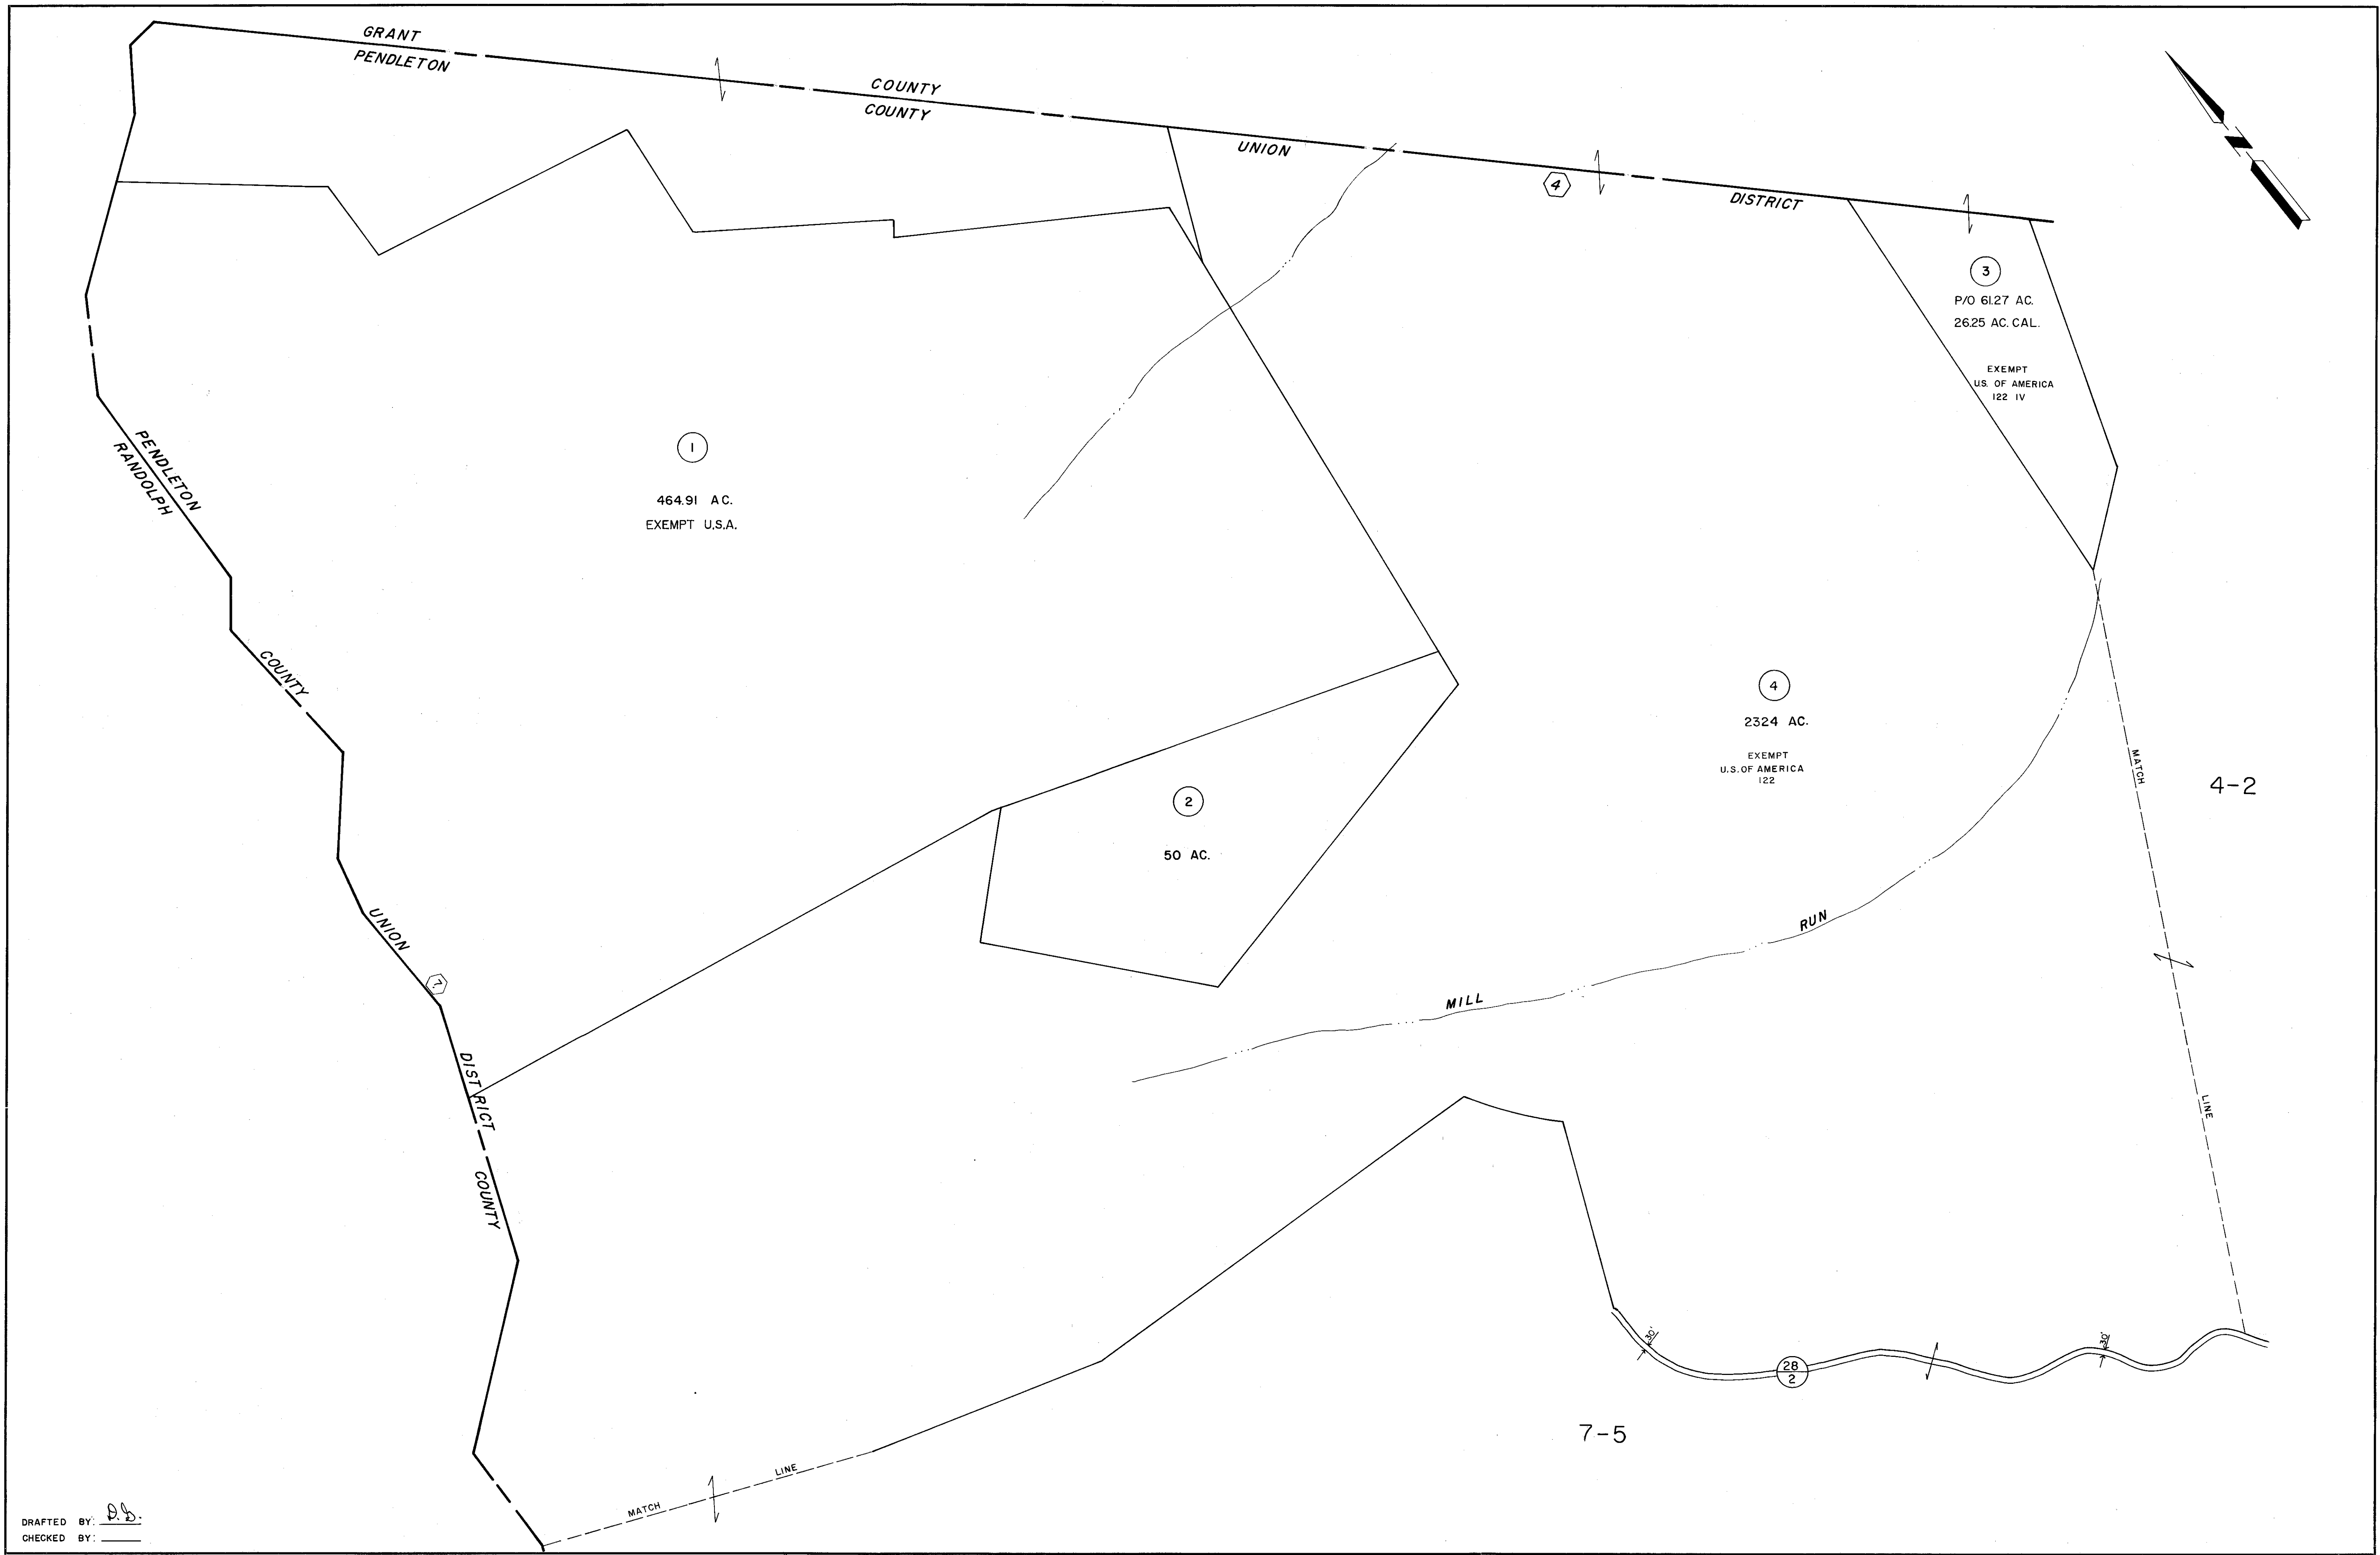 GRANT
PENDLETON
COUNTY
COUNTY
UNION
4
DISTRICT
3
P/O 61.27 AC.
26.25 AC. CAL.
EXEMPT
U.S. OF AMERICA
122 IV
1
464.91 AC.
EXEMPT U.S.A.
PENDLETON
RANDOLPH
COUNTY
4
2324 AC.
EXEMPT
U.S. OF AMERICA
122
MATCH
4-2
2
50 AC.
UNION
RUN
MILL
DISTRICT
LINE
COUNTY
30'
30'
28
2
7-5
LINE
MATCH
DRAFTED BY: D.G.
CHECKED BY: